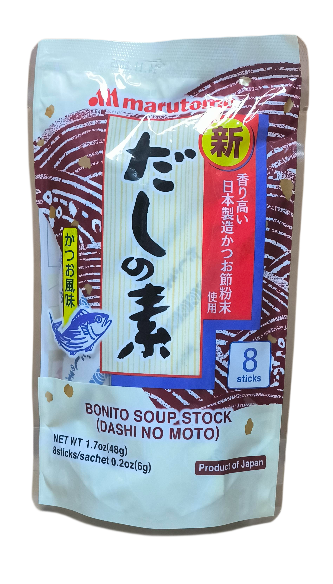 marutomo
新
だしの素
香り高い
日本製造かつお節粉末
使用
かつお風味
8
sticks
BONITO SOUP STOCK
(DASHI NO MOTO)
NET WT 1.7oz(48g)
8sticks/sachet 0.2oz(6g)
Product of Japan